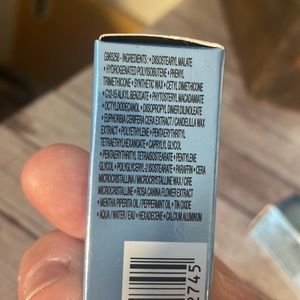 G965250 - INGREDIENTS: • DIISOSTEARYL MALATE
• HYDROGENATED POLYISOBUTENE • PHENYL
TRIMETHICONE • SYNTHETIC WAX • CETYL DIMETHICONE
• C12-15 ALKYL BENZOATE • PHYTOSTERYL MACADAMIATE
• OCTYLDODECANOL • DIISOPROPYL DIMER DILINOLEATE
• EUPHORBIA CERIFERA CERA EXTRACT / CANDELILLA WAX
EXTRACT • POLYETHYLENE • PENTAERYTHRITYL
TETRAETHYLHEXANOATE • CAPRYLYL GLYCOL
• PENTAERYTHRITYL TETRAISOSTEARATE • PENTYLENE
GLYCOL • POLYGLYCERYL-2 ISOSTEARATE • PARAFFIN • CERA
MICROCRISTALLINA / MICROCRYSTALLINE WAX / CIRE
MICROCRISTALLINE • ROSA CANINA FLOWER EXTRACT
• MENTHA PIPERITA OIL / PEPPERMINT OIL • TIN OXIDE
• AQUA / WATER / EAU • HEXADECENE • CALCIUM ALUMINUM
2745